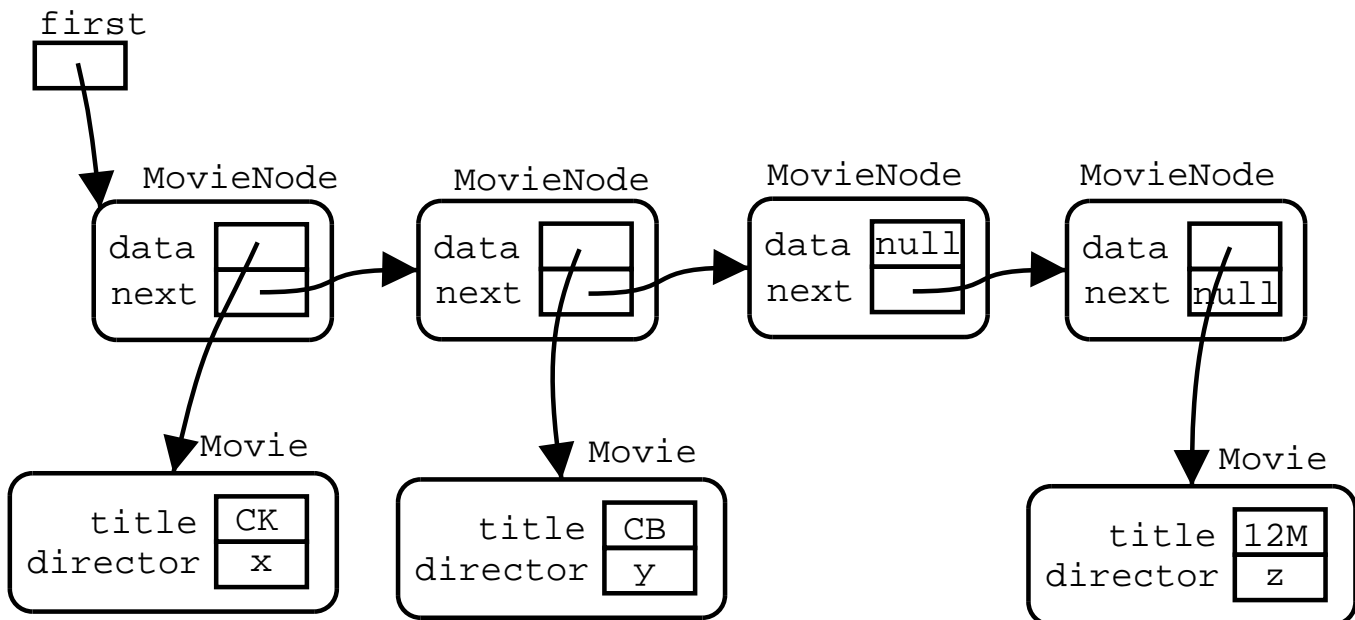 first
MovieNode MovieNode MovieNode MovieNode
data data data null data
next next next next null
Movie Movie Movie
title CK title CB title 12M
director x director y director z